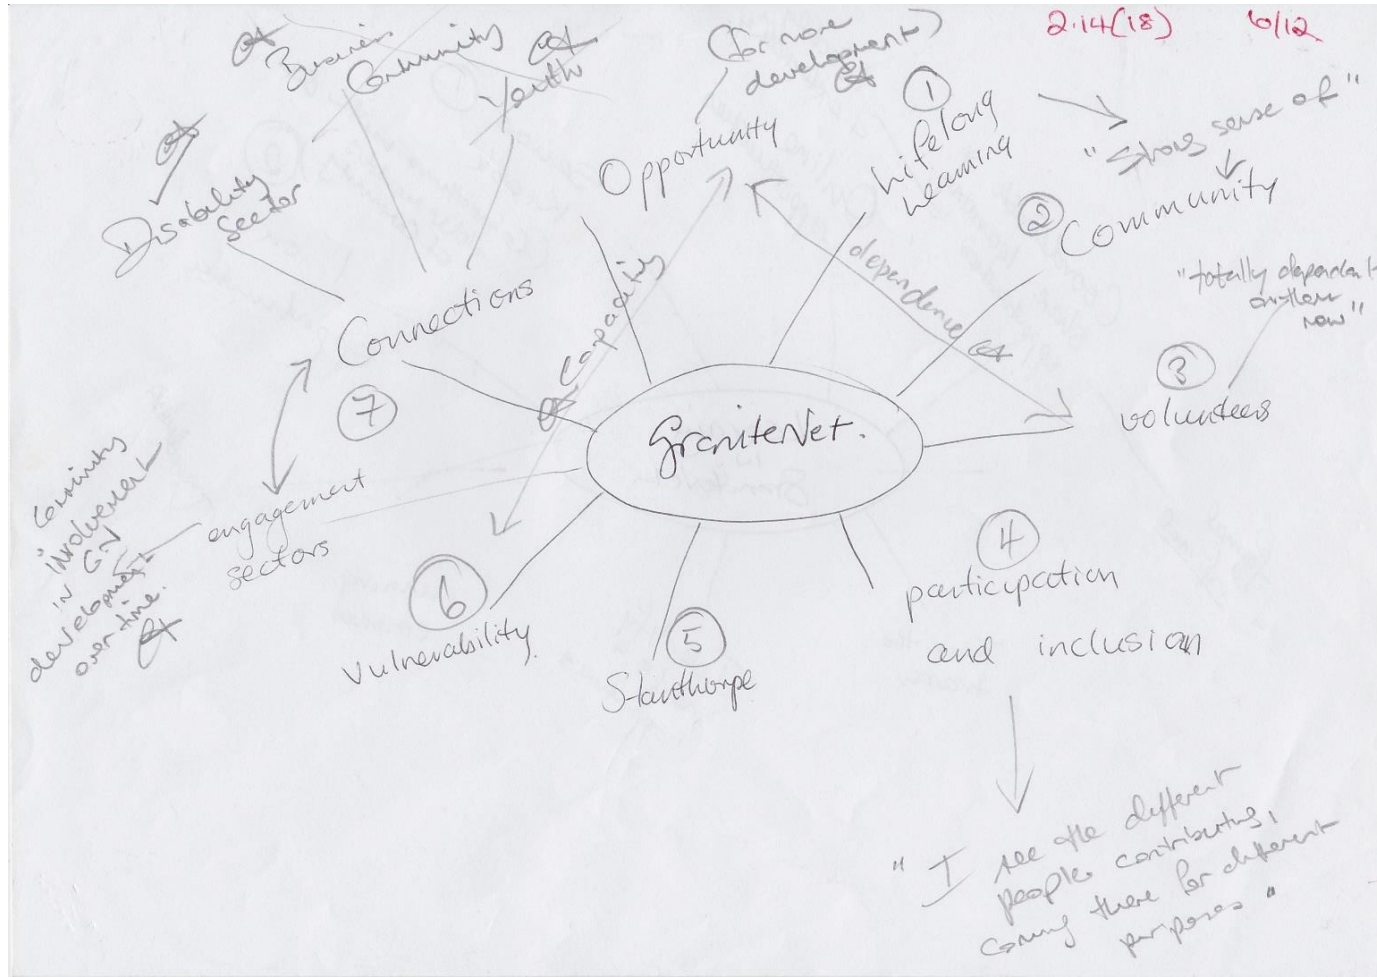 2.14(18)
6/12
Business
Community
Youth
(for more
development)
Opportunity
1
Lifelong
Learning
"Strong sense of"
2
Community
Disability
Sector
Connections
7
capacity
dependence
"totally dependent
on them
now"
3
volunteers
GraniteNet.
engagement
sectors
Community
involvement
in GN
development
over time.
6
Vulnerability.
5
Stanthorpe
4
participation
and inclusion
"I see the different
people contributing,
coming there for different
purposes"